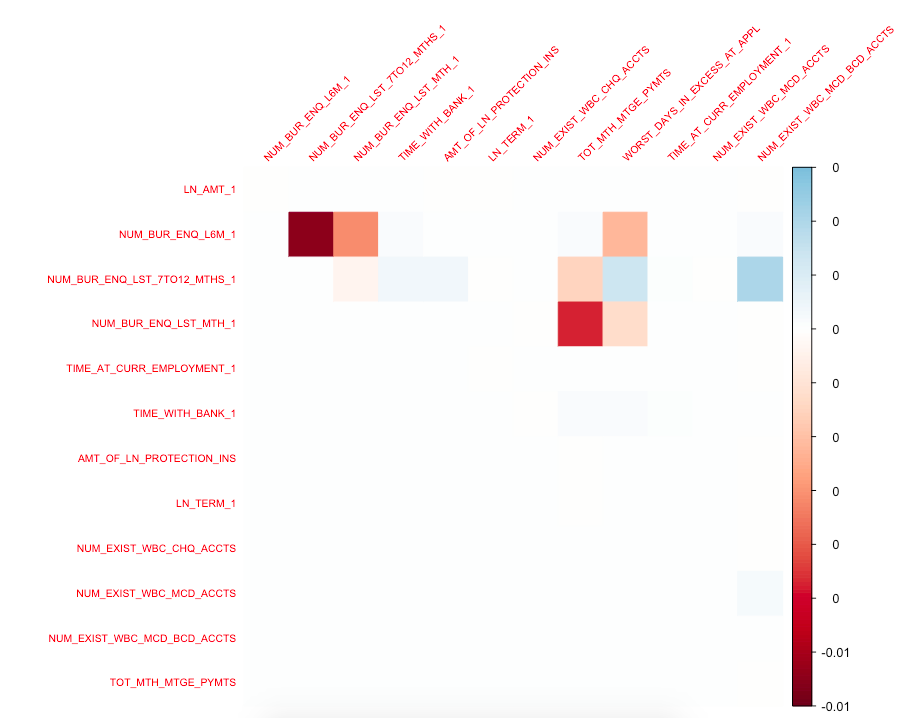 NUM_BUR_ENQ_L6M_1
NUM_BUR_ENQ_LST_7TO12_MTHS_1
NUM_BUR_ENQ_LST_MTH_1
TIME_WITH_BANK_1
AMT_OF_LN_PROTECTION_INS
LN_TERM_1
NUM_EXIST_WBC_CHQ_ACCTS
TOT_MTH_MTGE_PYMTS
WORST_DAYS_IN_EXCESS_AT_APPL
TIME_AT_CURR_EMPLOYMENT_1
NUM_EXIST_WBC_MCD_ACCTS
NUM_EXIST_WBC_MCD_BCD_ACCTS
LN_AMT_1
NUM_BUR_ENQ_L6M_1
NUM_BUR_ENQ_LST_7TO12_MTHS_1
NUM_BUR_ENQ_LST_MTH_1
TIME_AT_CURR_EMPLOYMENT_1
TIME_WITH_BANK_1
AMT_OF_LN_PROTECTION_INS
LN_TERM_1
NUM_EXIST_WBC_CHQ_ACCTS
NUM_EXIST_WBC_MCD_ACCTS
NUM_EXIST_WBC_MCD_BCD_ACCTS
TOT_MTH_MTGE_PYMTS
0
0
0
0
0
0
0
0
0
-0.01
-0.01